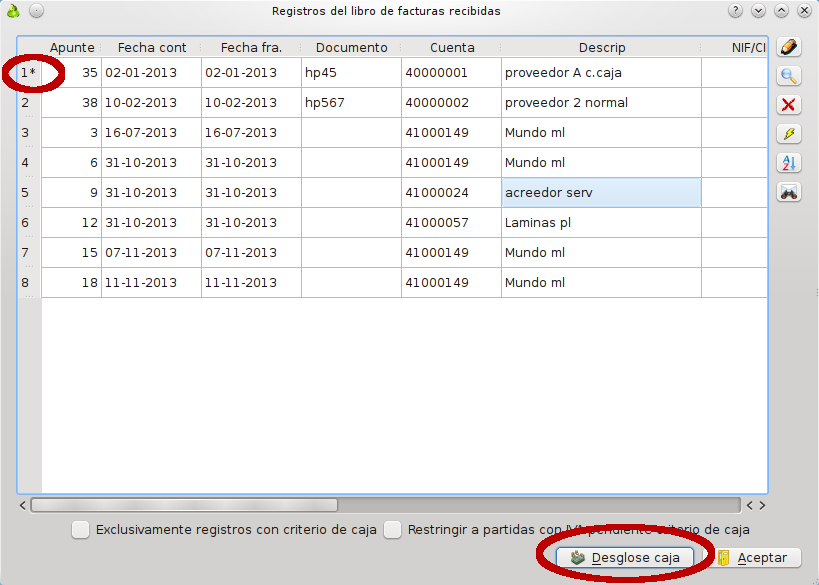 Registros del libro de facturas recibidas
Apunte Fecha cont Fecha fra. Documento Cuenta Descrip NIF/CI
1* 35 02-01-2013 02-01-2013 hp45 40000001 proveedor A c.caja
2 38 10-02-2013 10-02-2013 hp567 40000002 proveedor 2 normal
3 3 16-07-2013 16-07-2013 41000149 Mundo ml
4 6 31-10-2013 31-10-2013 41000149 Mundo ml
5 9 31-10-2013 31-10-2013 41000024 acreedor serv
6 12 31-10-2013 31-10-2013 41000057 Laminas pl
7 15 07-11-2013 07-11-2013 41000149 Mundo ml
8 18 11-11-2013 11-11-2013 41000149 Mundo ml
Exclusivamente registros con criterio de caja Restringir a partidas con IVA pendiente criterio de caja
Desglose caja Aceptar